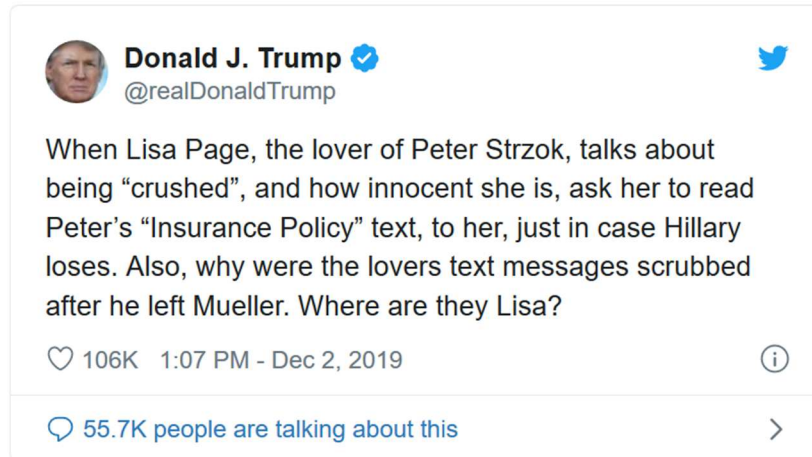 Donald J. Trump
@realDonaldTrump
When Lisa Page, the lover of Peter Strzok, talks about
being “crushed”, and how innocent she is, ask her to read
Peter’s “Insurance Policy” text, to her, just in case Hillary
loses. Also, why were the lovers text messages scrubbed
after he left Mueller. Where are they Lisa?
106K 1:07 PM - Dec 2, 2019
55.7K people are talking about this